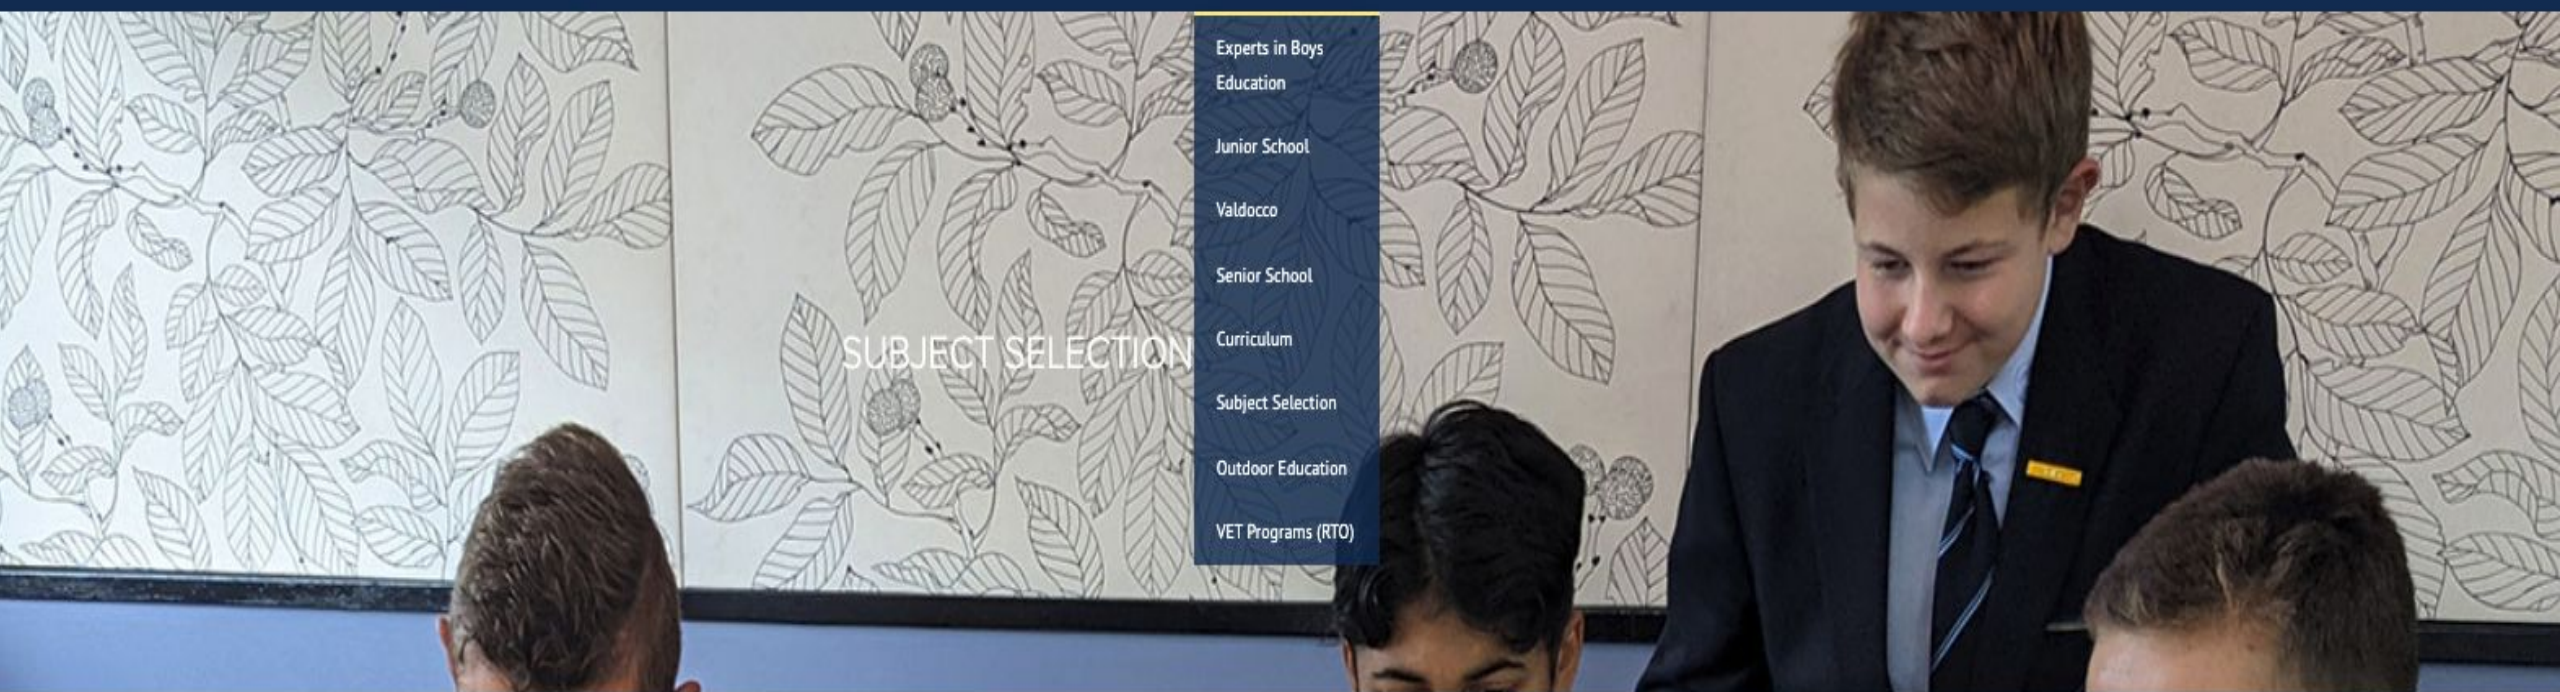 Experts in Boys
Education
Junior School
Valdocco
Senior School
Curriculum
SUBJECT SELECTION
Subject Selection
Outdoor Education
VET Programs (RTO)